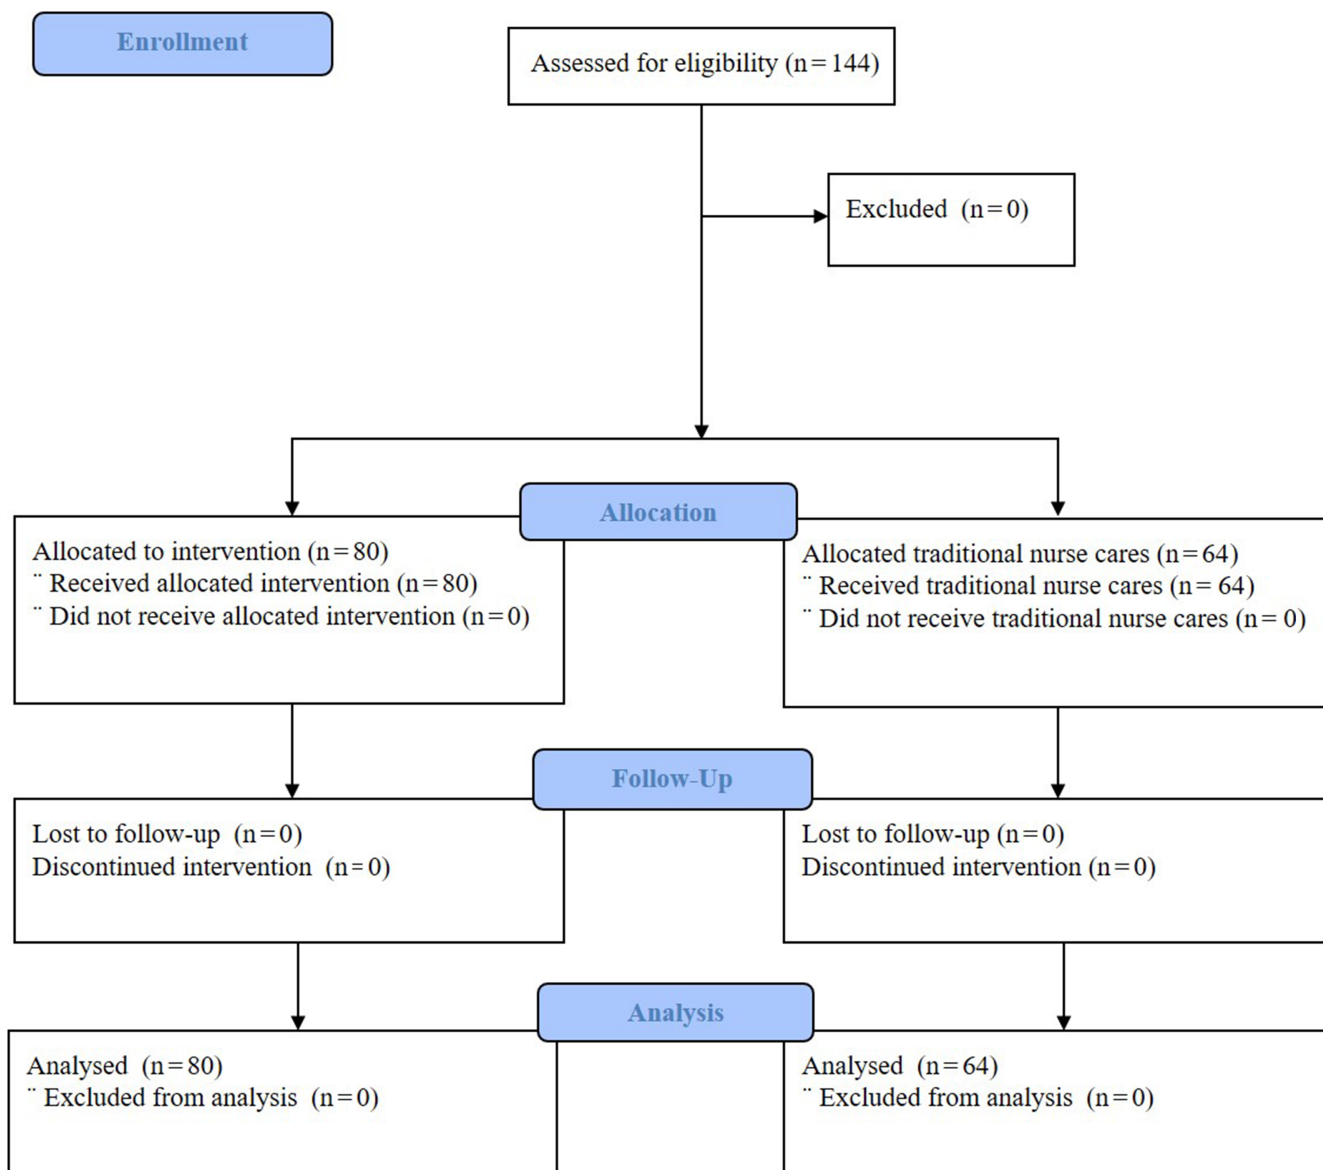 Enrollment
Assessed for eligibility (n=144)
Excluded (n=0)
Allocation
Allocated to intervention (n=80)
¨ Received allocated intervention (n=80)
¨ Did not receive allocated intervention (n=0)
Allocated traditional nurse cares (n=64)
¨ Received traditional nurse cares (n=64)
¨ Did not receive traditional nurse cares (n= 0)
Follow-Up
Lost to follow-up (n=0)
Discontinued intervention (n=0)
Lost to follow-up (n=0)
Discontinued intervention (n=0)
Analysis
Analysed (n=80)
¨ Excluded from analysis (n=0)
Analysed (n=64)
¨ Excluded from analysis (n=0)